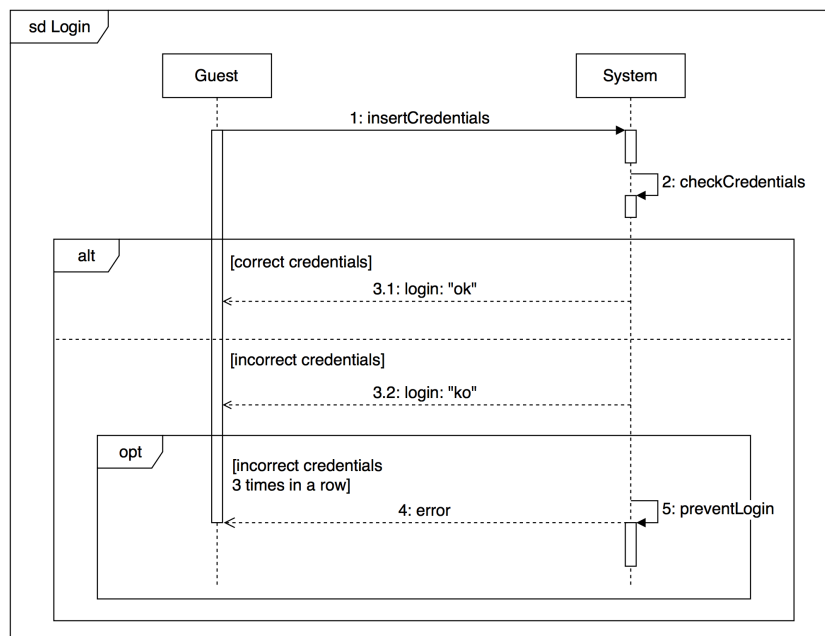 sd Login
Guest
System
1: insertCredentials
2: checkCredentials
alt
[correct credentials]
3.1: login: "ok"
[incorrect credentials]
3.2: login: "ko"
opt
[incorrect credentials
3 times in a row]
4: error
5: preventLogin